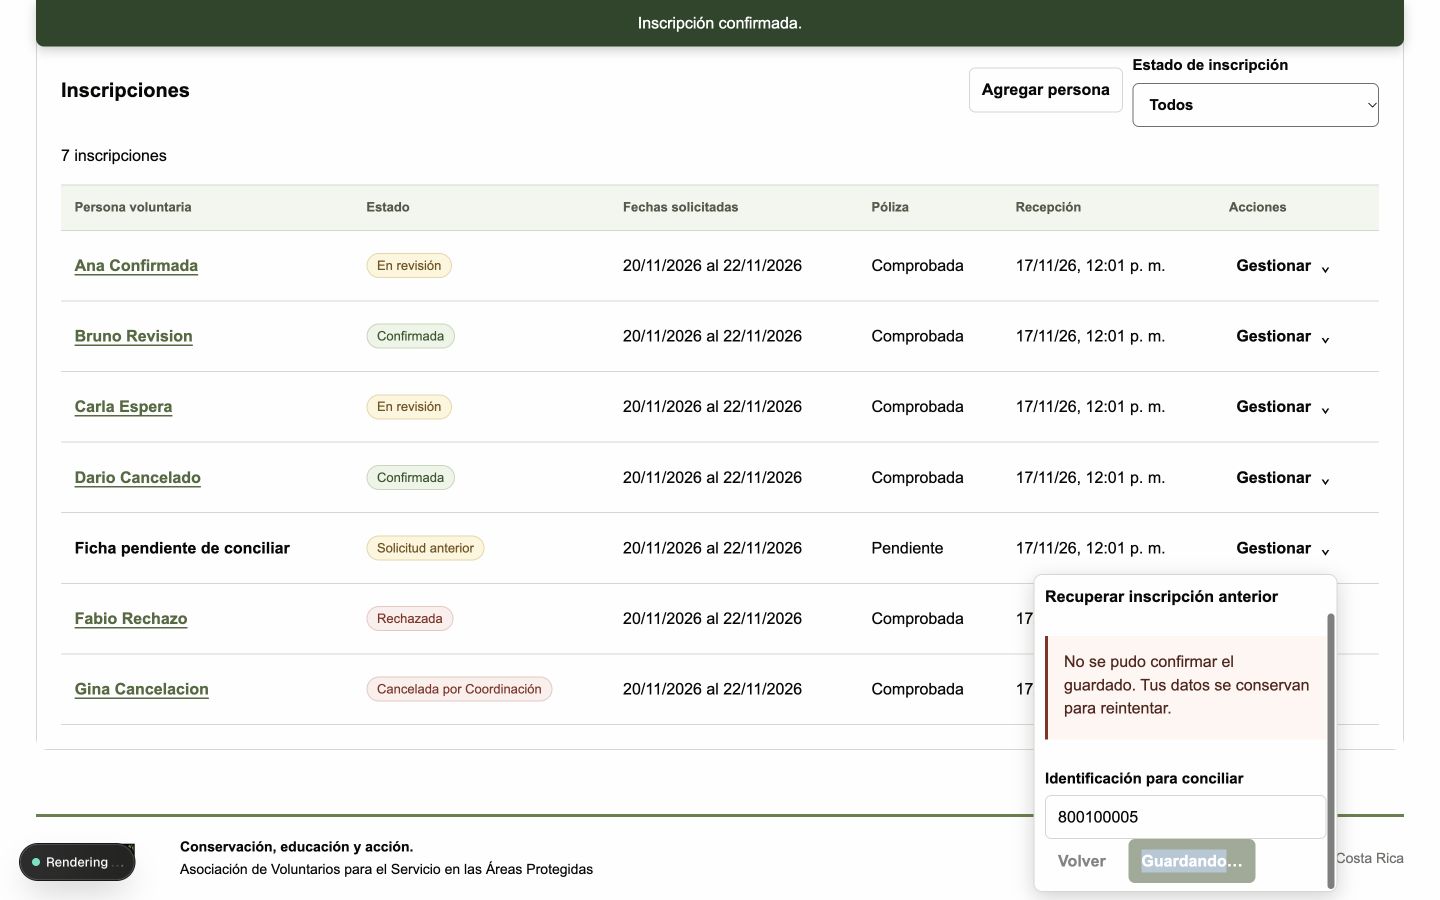 Inscripción confirmada.
Inscripciones
Agregar persona
Estado de inscripción
Todos
7 inscripciones
Persona voluntaria Estado Fechas solicitadas Póliza Recepción Acciones
Ana Confirmada En revisión 20/11/2026 al 22/11/2026 Comprobada 17/11/26, 12:01 p. m. Gestionar
Bruno Revision Confirmada 20/11/2026 al 22/11/2026 Comprobada 17/11/26, 12:01 p. m. Gestionar
Carla Espera En revisión 20/11/2026 al 22/11/2026 Comprobada 17/11/26, 12:01 p. m. Gestionar
Dario Cancelado Confirmada 20/11/2026 al 22/11/2026 Comprobada 17/11/26, 12:01 p. m. Gestionar
Ficha pendiente de conciliar Solicitud anterior 20/11/2026 al 22/11/2026 Pendiente 17/11/26, 12:01 p. m. Gestionar
Fabio Rechazo Rechazada 20/11/2026 al 22/11/2026 Comprobada 17
Gina Cancelacion Cancelada por Coordinación 20/11/2026 al 22/11/2026 Comprobada 17
Recuperar inscripción anterior
No se pudo confirmar el
guardado. Tus datos se conservan
para reintentar.
Identificación para conciliar
800100005
Volver Guardando...
Rendering ...
Conservación, educación y acción.
Asociación de Voluntarios para el Servicio en las Áreas Protegidas
Costa Rica